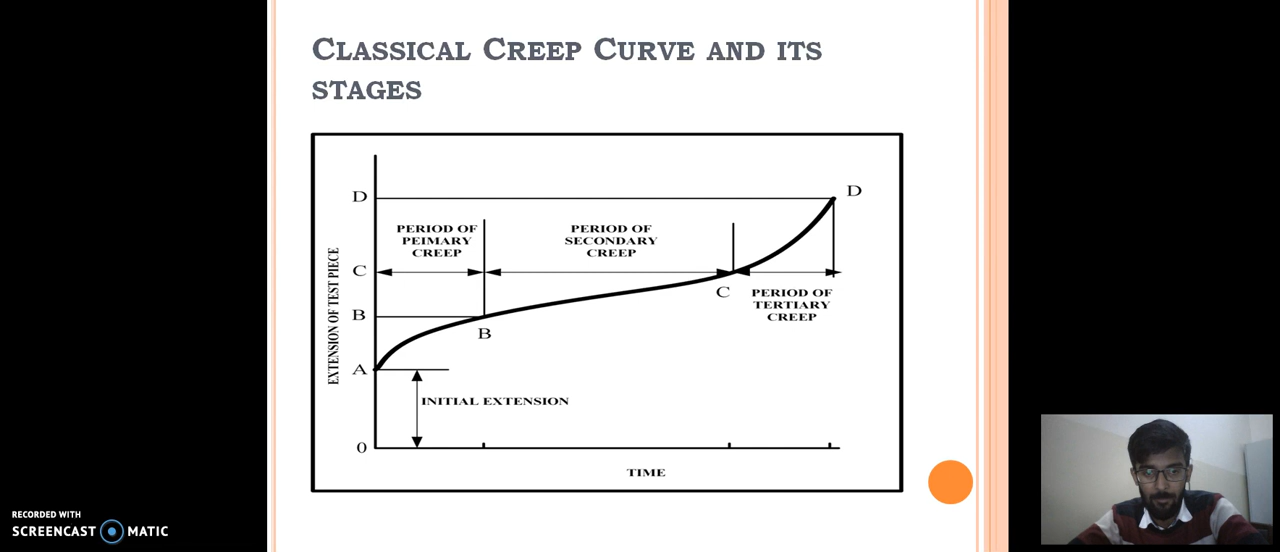 CLASSICAL CREEP CURVE AND ITS
STAGES
D
D
PERIOD OF
PEIMARY
CREEP
PERIOD OF
SECONDARY
CREEP
C
C
PERIOD OF
TERTIARY
CREEP
B
B
EXTENSION OF TEST PIECE
A
INITIAL EXTENSION
0
TIME
RECORDED WITH
SCREENCAST MATIC